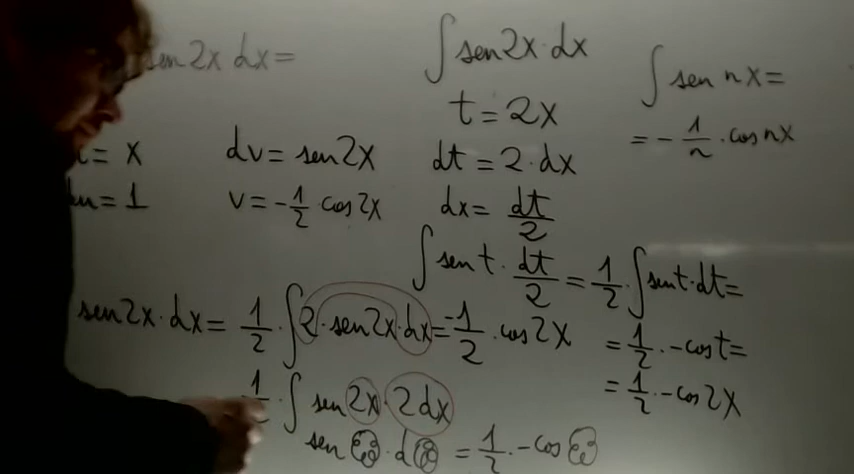 sen 2x dx =
∫ sen 2x · dx
t = 2x
dt = 2 · dx
dx = dt/2
∫ sen t · dt/2 = 1/2 · ∫ sen t · dt =
= 1/2 · -cos t =
= 1/2 · -cos 2x
∫ sen nx =
= - 1/n · cos nx
u = x
dv = sen 2x
du = 1
v = - 1/2 cos 2x
sen 2x · dx = 1/2 · ∫ 2 · sen 2x · dx = -1/2 · cos 2x
1/2 · ∫ sen 2x · 2 dx
= 1/2 · -cos